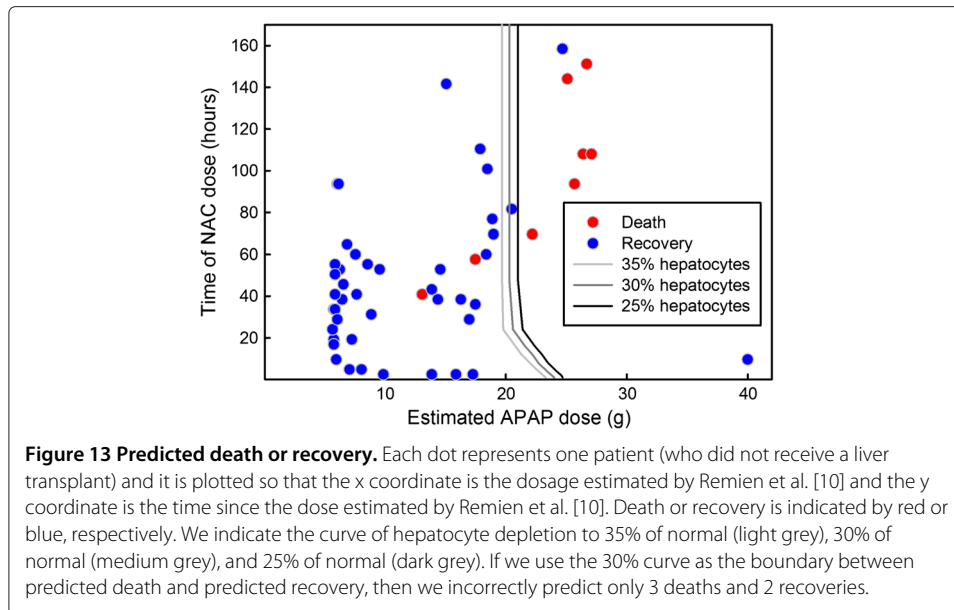 160
140
120
100
80
60
40
20
Time of NAC dose (hours)
Death
Recovery
35% hepatocytes
30% hepatocytes
25% hepatocytes
10
20
30
40
Estimated APAP dose (g)
Figure 13 Predicted death or recovery. Each dot represents one patient (who did not receive a liver
transplant) and it is plotted so that the x coordinate is the dosage estimated by Remien et al. [10] and the y
coordinate is the time since the dose estimated by Remien et al. [10]. Death or recovery is indicated by red or
blue, respectively. We indicate the curve of hepatocyte depletion to 35% of normal (light grey), 30% of
normal (medium grey), and 25% of normal (dark grey). If we use the 30% curve as the boundary between
predicted death and predicted recovery, then we incorrectly predict only 3 deaths and 2 recoveries.